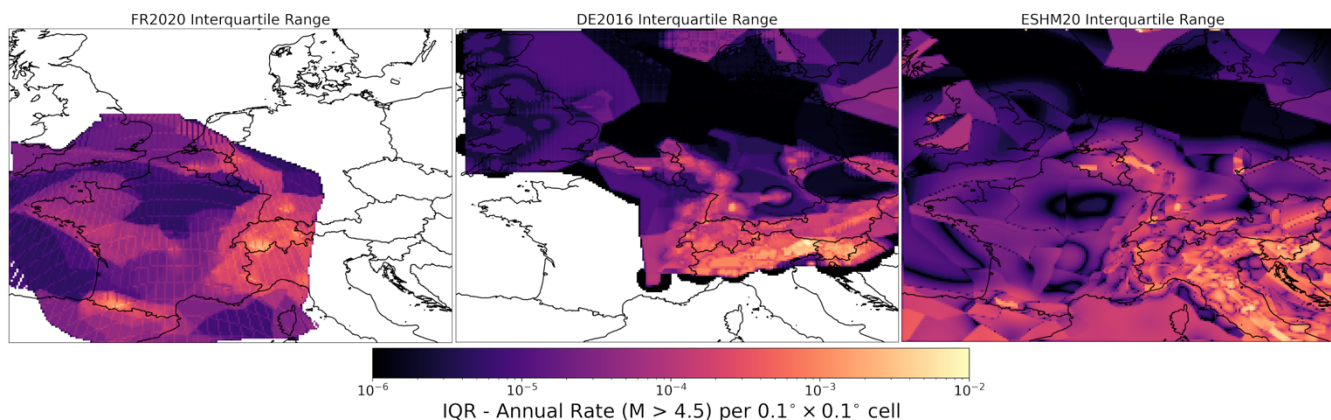 FR2020 Interquartile Range
DE2016 Interquartile Range
ESHM20 Interquartile Range
10⁻⁶
10⁻⁵
10⁻⁴
10⁻³
10⁻²
IQR - Annual Rate (M > 4.5) per 0.1° × 0.1° cell